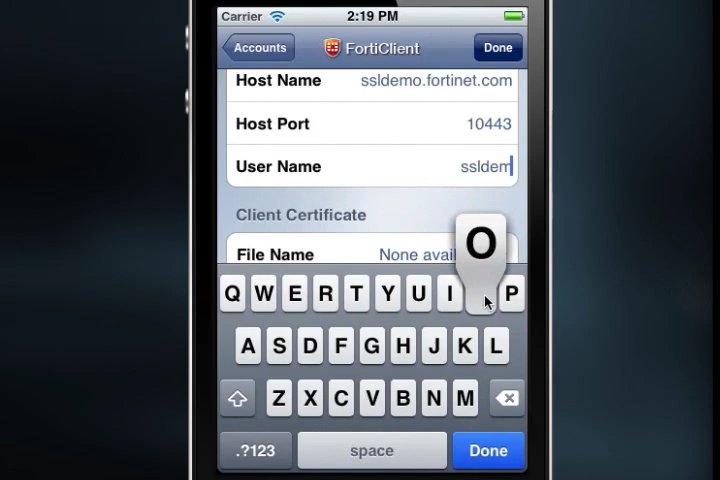 Carrier 2:19 PM
Accounts FortiClient Done
Host Name ssldemo.fortinet.com
Host Port 10443
User Name ssldem
Client Certificate
File Name None avail
O
Q W E R T Y U I P
A S D F G H J K L
Z X C V B N M
.?123 space Done